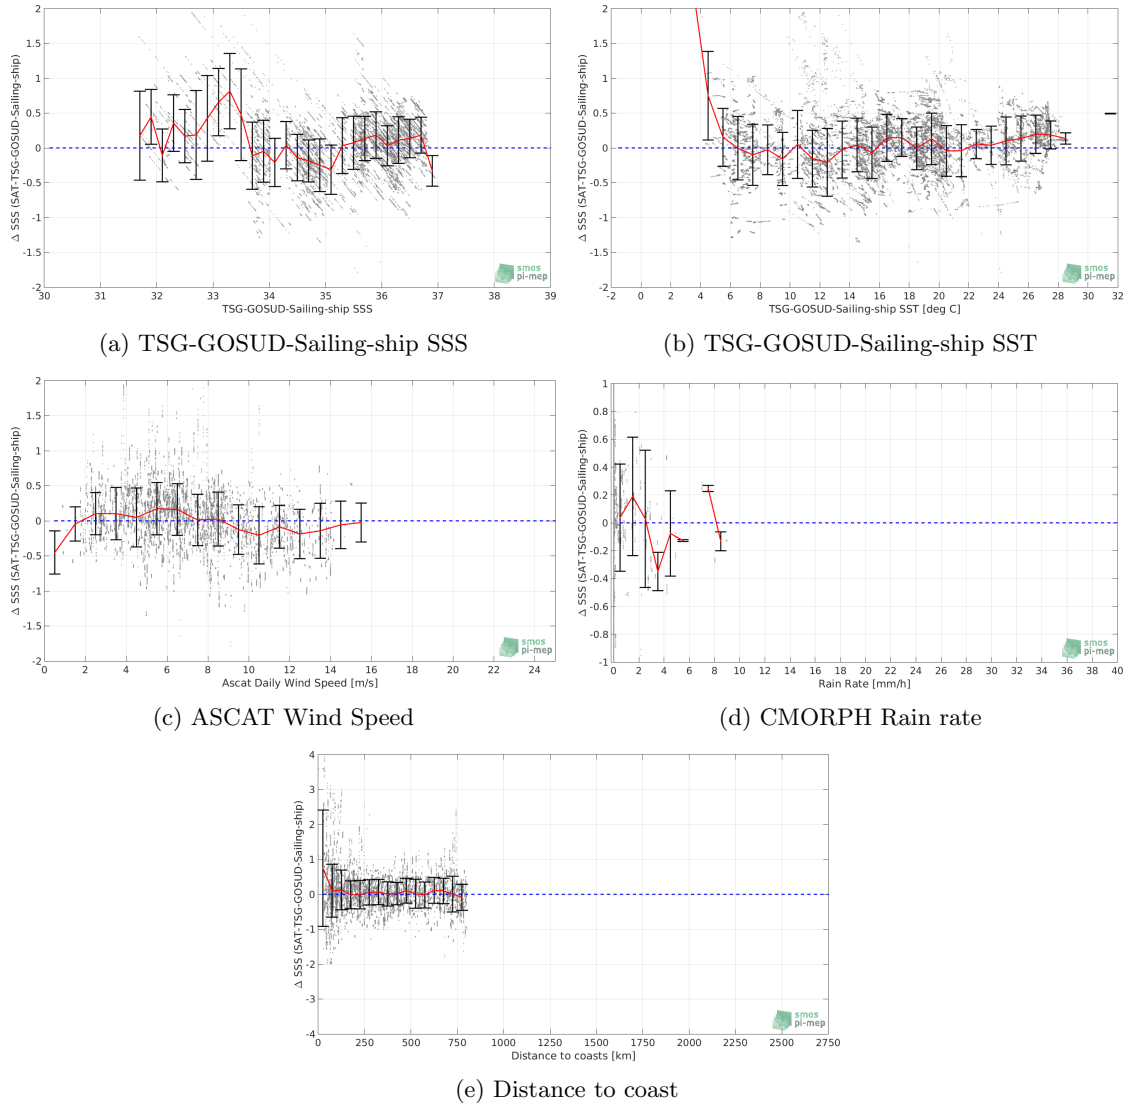 2
1.5
1
0.5
0
-0.5
-1
-1.5
-2
Δ SSS (SAT-TSG-GOSUD-Sailing-ship)
30 31 32 33 34 35 36 37 38 39
TSG-GOSUD-Sailing-ship SSS
smos
pi-mep
(a) TSG-GOSUD-Sailing-ship SSS
2
1.5
1
0.5
0
-0.5
-1
-1.5
-2
Δ SSS (SAT-TSG-GOSUD-Sailing-ship)
-2 0 2 4 6 8 10 12 14 16 18 20 22 24 26 28 30 32
TSG-GOSUD-Sailing-ship SST [deg C]
smos
pi-mep
(b) TSG-GOSUD-Sailing-ship SST
2
1.5
1
0.5
0
-0.5
-1
-1.5
-2
Δ SSS (SAT-TSG-GOSUD-Sailing-ship)
0 2 4 6 8 10 12 14 16 18 20 22 24
Ascat Daily Wind Speed [m/s]
smos
pi-mep
(c) ASCAT Wind Speed
1
0.8
0.6
0.4
0.2
0
-0.2
-0.4
-0.6
-0.8
-1
Δ SSS (SAT-TSG-GOSUD-Sailing-ship)
0 2 4 6 8 10 12 14 16 18 20 22 24 26 28 30 32 34 36 38 40
Rain Rate [mm/h]
smos
pi-mep
(d) CMORPH Rain rate
4
3
2
1
0
-1
-2
-3
-4
Δ SSS (SAT-TSG-GOSUD-Sailing-ship)
0 250 500 750 1000 1250 1500 1750 2000 2250 2500 2750
Distance to coasts [km]
smos
pi-mep
(e) Distance to coast